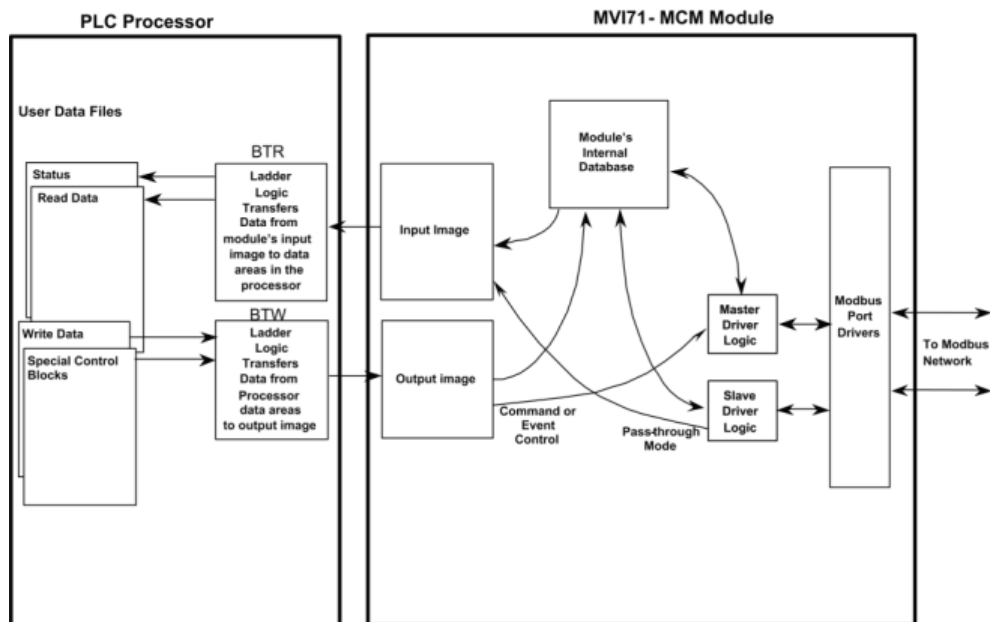 PLC Processor
MVI71- MCM Module
User Data Files
Status
Read Data
BTR
Ladder
Logic
Transfers
Data from
module's input
image to data
areas in the
processor
Write Data
Special Control
Blocks
BTW
Ladder
Logic
Transfers
Data from
Processor
data areas
to output image
Input Image
Output image
Module's
Internal
Database
Command or
Event
Control
Pass-through
Mode
Master
Driver
Logic
Slave
Driver
Logic
Modbus
Port
Drivers
To Modbus
Network